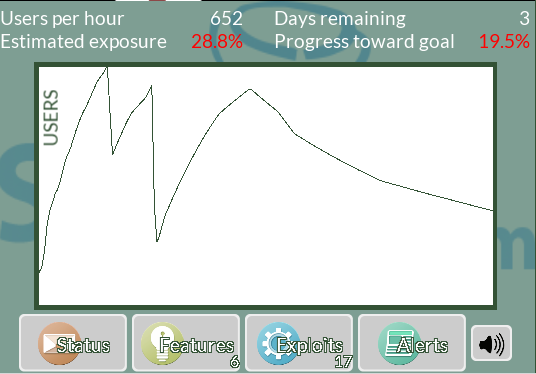 Users per hour 652 Days remaining 3
Estimated exposure 28.8% Progress toward goal 19.5%
USERS
Status Features 6 Exploits 17 Alerts